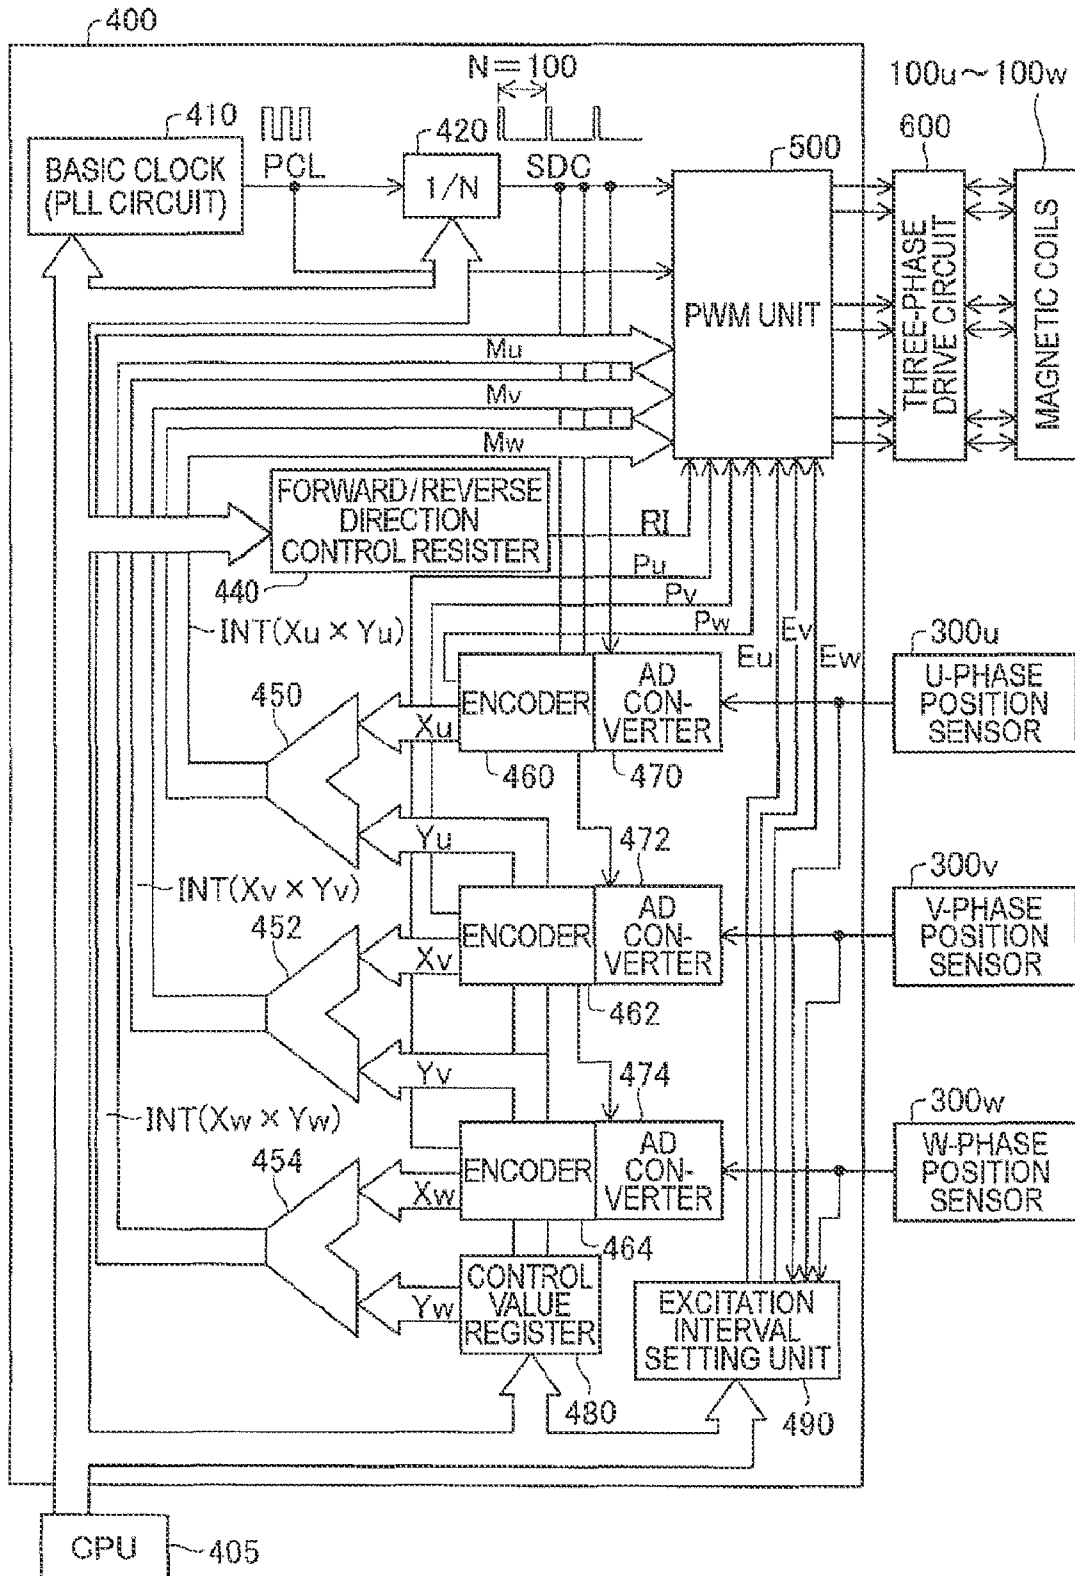 400
N=100
100u~100w
410
420
500
600
BASIC CLOCK
(PLL CIRCUIT)
PCL
1/N
SDC
PWM UNIT
THREE-PHASE
DRIVE CIRCUIT
MAGNETIC COILS
Mu
Mv
Mw
FORWARD/REVERSE
DIRECTION
CONTROL RESISTER
440
RI
Pu
Pv
Pw
Eu
Ev
Ew
INT(Xu × Yu)
300u
U-PHASE
POSITION
SENSOR
450
Xu
ENCODER
AD
CON-
VERTER
460
470
Yu
472
300v
V-PHASE
POSITION
SENSOR
INT(Xv × Yv)
452
Xv
ENCODER
AD
CON-
VERTER
462
Yv
474
300w
W-PHASE
POSITION
SENSOR
INT(Xw × Yw)
454
Xw
ENCODER
AD
CON-
VERTER
464
Yw
CONTROL
VALUE
REGISTER
480
EXCITATION
INTERVAL
SETTING UNIT
490
CPU
405